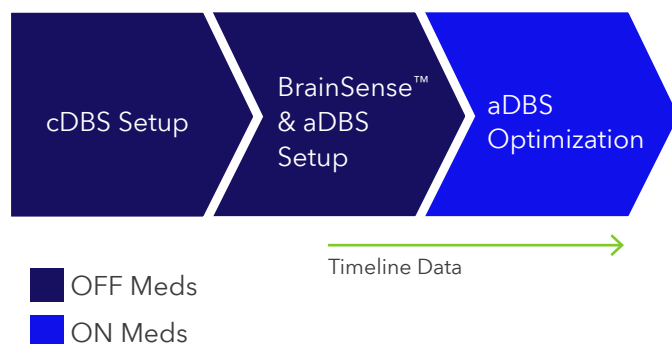 cDBS Setup
BrainSense™
& aDBS
Setup
aDBS
Optimization
Timeline Data
OFF Meds
ON Meds